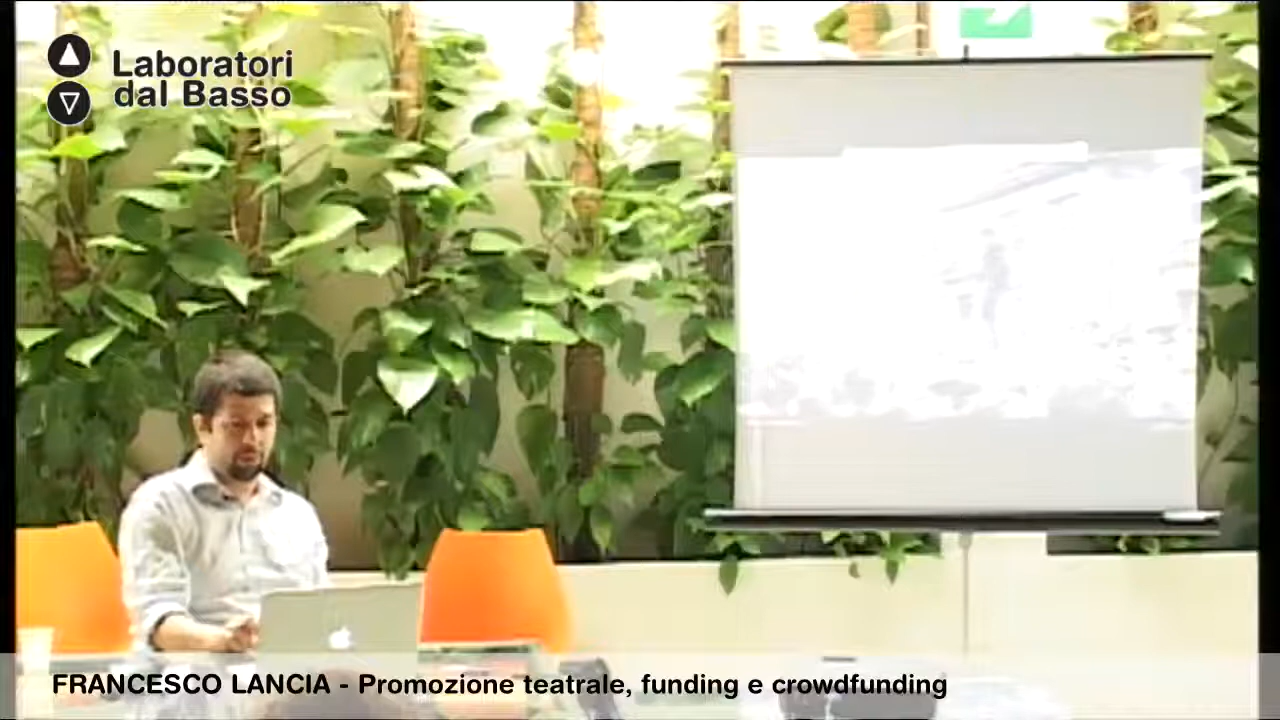 Laboratori
dal Basso
FRANCESCO LANCIA - Promozione teatrale, funding e crowdfunding